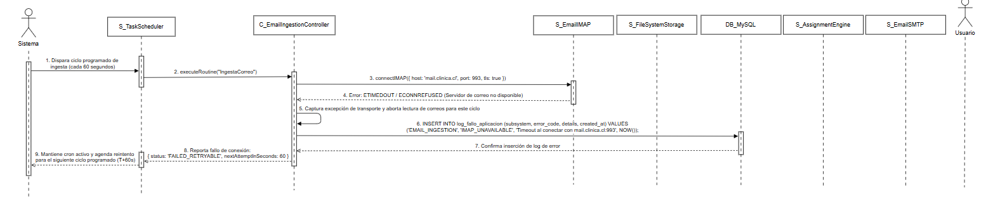 Sistema
S_TaskScheduler
C_EmailIngestionController
S_EmailIMAP
S_FileSystemStorage
DB_MySQL
S_AssignmentEngine
S_EmailSMTP
Usuario
1. Dispara ciclo programado de
ingesta (cada 60 segundos)
2. executeRoutine("IngestaCorreo")
3. connectIMAP({ host: 'mail.clinica.cl', port: 993, tls: true })
4. Error: ETIMEDOUT / ECONNREFUSED (Servidor de correo no disponible)
5. Captura excepción de transporte y aborta lectura de correos para este ciclo
6. INSERT INTO log_fallo_aplicacion (subsystem, error_code, details, created_at) VALUES
('EMAIL_INGESTION', 'IMAP_UNAVAILABLE', 'Timeout al conectar con mail.clinica.cl:993', NOW());
7. Confirma inserción de log de error
8. Reporta fallo de conexión:
{ status: 'FAILED_RETRYABLE', nextAttemptInSeconds: 60 }
9. Mantiene cron activo y agenda reintento
para el siguiente ciclo programado (T+60s)